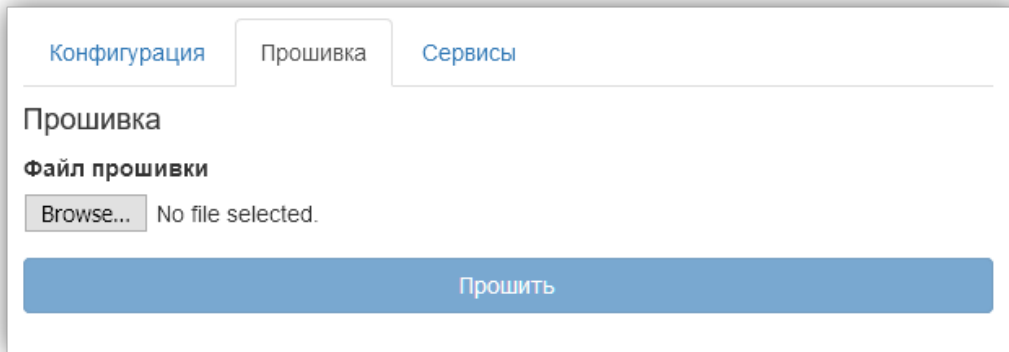 Конфигурация Прошивка Сервисы
Прошивка
Файл прошивки
Browse... No file selected.
Прошить